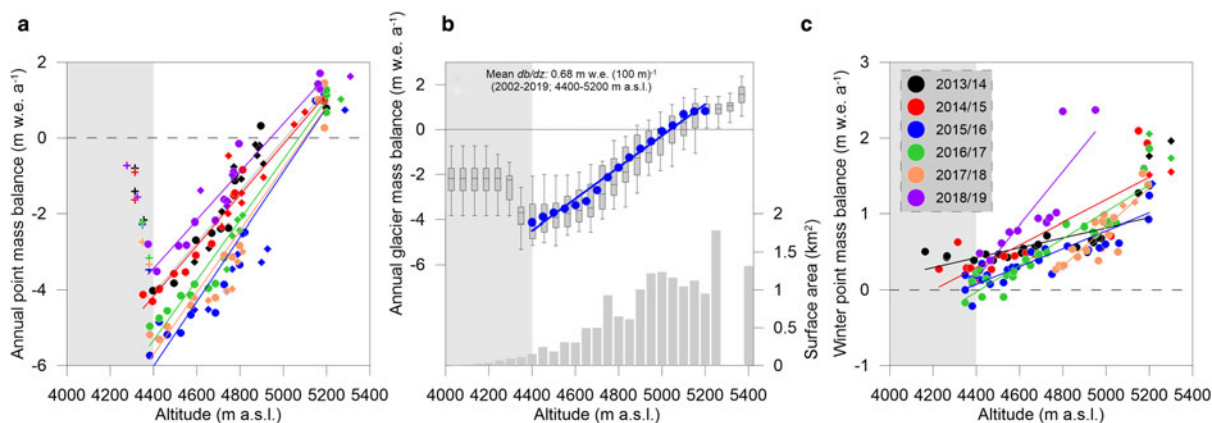 a
Annual point mass balance (m w.e. a⁻¹)
2
0
-2
-4
-6
4000 4200 4400 4600 4800 5000 5200 5400
Altitude (m a.s.l.)
b
Annual glacier mass balance (m w.e. a⁻¹)
Mean db/dz: 0.68 m w.e. (100 m)⁻¹
(2002-2019; 4400-5200 m a.s.l.)
4
2
0
-2
-4
-6
2
1.5
1
0.5
0
Surface area (km²)
4000 4200 4400 4600 4800 5000 5200 5400
Altitude (m a.s.l.)
c
Winter point mass balance (m w.e. a⁻¹)
3
2
1
0
-1
2013/14
2014/15
2015/16
2016/17
2017/18
2018/19
4000 4200 4400 4600 4800 5000 5200 5400
Altitude (m a.s.l.)